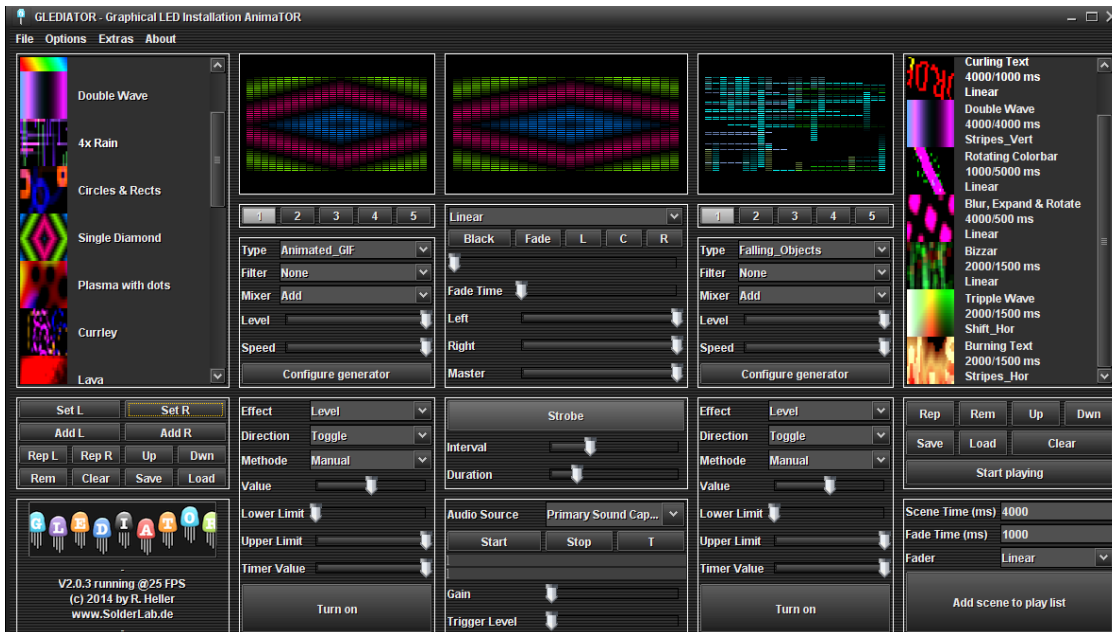 GLEDIATOR - Graphical LED Installation AnimaTOR
File Options Extras About
Double Wave
4x Rain
Circles & Rects
Single Diamond
Plasma with dots
Currley
Lava
Set L Set R
Add L Add R
Rep L Rep R Up Dwn
Rem Clear Save Load
GLEDIATOR
V2.0.3 running @25 FPS
(c) 2014 by R. Heller
www.SolderLab.de
1 2 3 4 5
Type Animated_GIF
Filter None
Mixer Add
Level
Speed
Configure generator
Effect Level
Direction Toggle
Methode Manual
Value
Lower Limit
Upper Limit
Timer Value
Turn on
Linear
Black Fade L C R
Fade Time
Left
Right
Master
Strobe
Interval
Duration
Audio Source Primary Sound Cap...
Start Stop T
Gain
Trigger Level
1 2 3 4 5
Type Falling_Objects
Filter None
Mixer Add
Level
Speed
Configure generator
Effect Level
Direction Toggle
Methode Manual
Value
Lower Limit
Upper Limit
Timer Value
Turn on
Curling Text
4000/1000 ms
Linear
Double Wave
4000/4000 ms
Stripes_Vert
Rotating Colorbar
1000/5000 ms
Linear
Blur, Expand & Rotate
4000/500 ms
Linear
Bizzar
2000/1500 ms
Linear
Tripple Wave
2000/1500 ms
Shift_Hor
Burning Text
2000/1500 ms
Stripes_Hor
Rep Rem Up Dwn
Save Load Clear
Start playing
Scene Time (ms) 4000
Fade Time (ms) 1000
Fader Linear
Add scene to play list